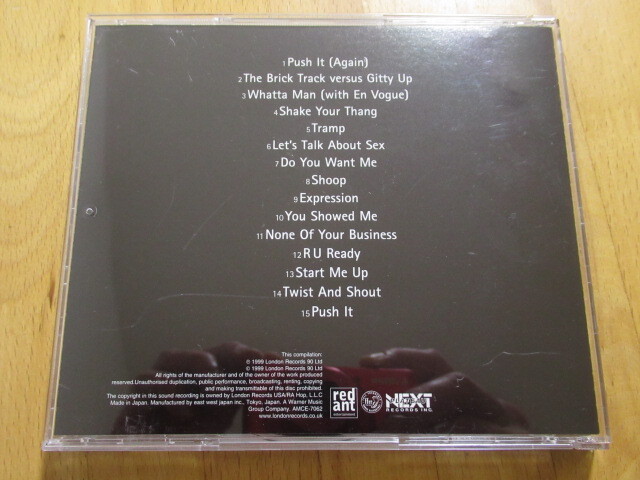 1 Push It (Again)
2 The Brick Track versus Gitty Up
3 Whatta Man (with En Vogue)
4 Shake Your Thang
5 Tramp
6 Let's Talk About Sex
7 Do You Want Me
8 Shoop
9 Expression
10 You Showed Me
11 None Of Your Business
12 R U Ready
13 Start Me Up
14 Twist And Shout
15 Push It
This compilation:
℗ 1999 London Records 90 Ltd
© 1999 London Records 90 Ltd
All rights of the manufacturer and of the owner of the work produced
reserved.Unauthorised duplication, public performance, broadcasting, renting, copying
and making transmittable of this disc prohibited.
The copyright in this sound recording is owned by London Records USA/RA Hop, L.L.C
Made in Japan. Manufactured by east west japan inc., Tokyo, Japan. A Warner Music
Group Company. AMCE-7062
www.londonrecords.co.uk
red
ant
NEXT
RECORDS INC.